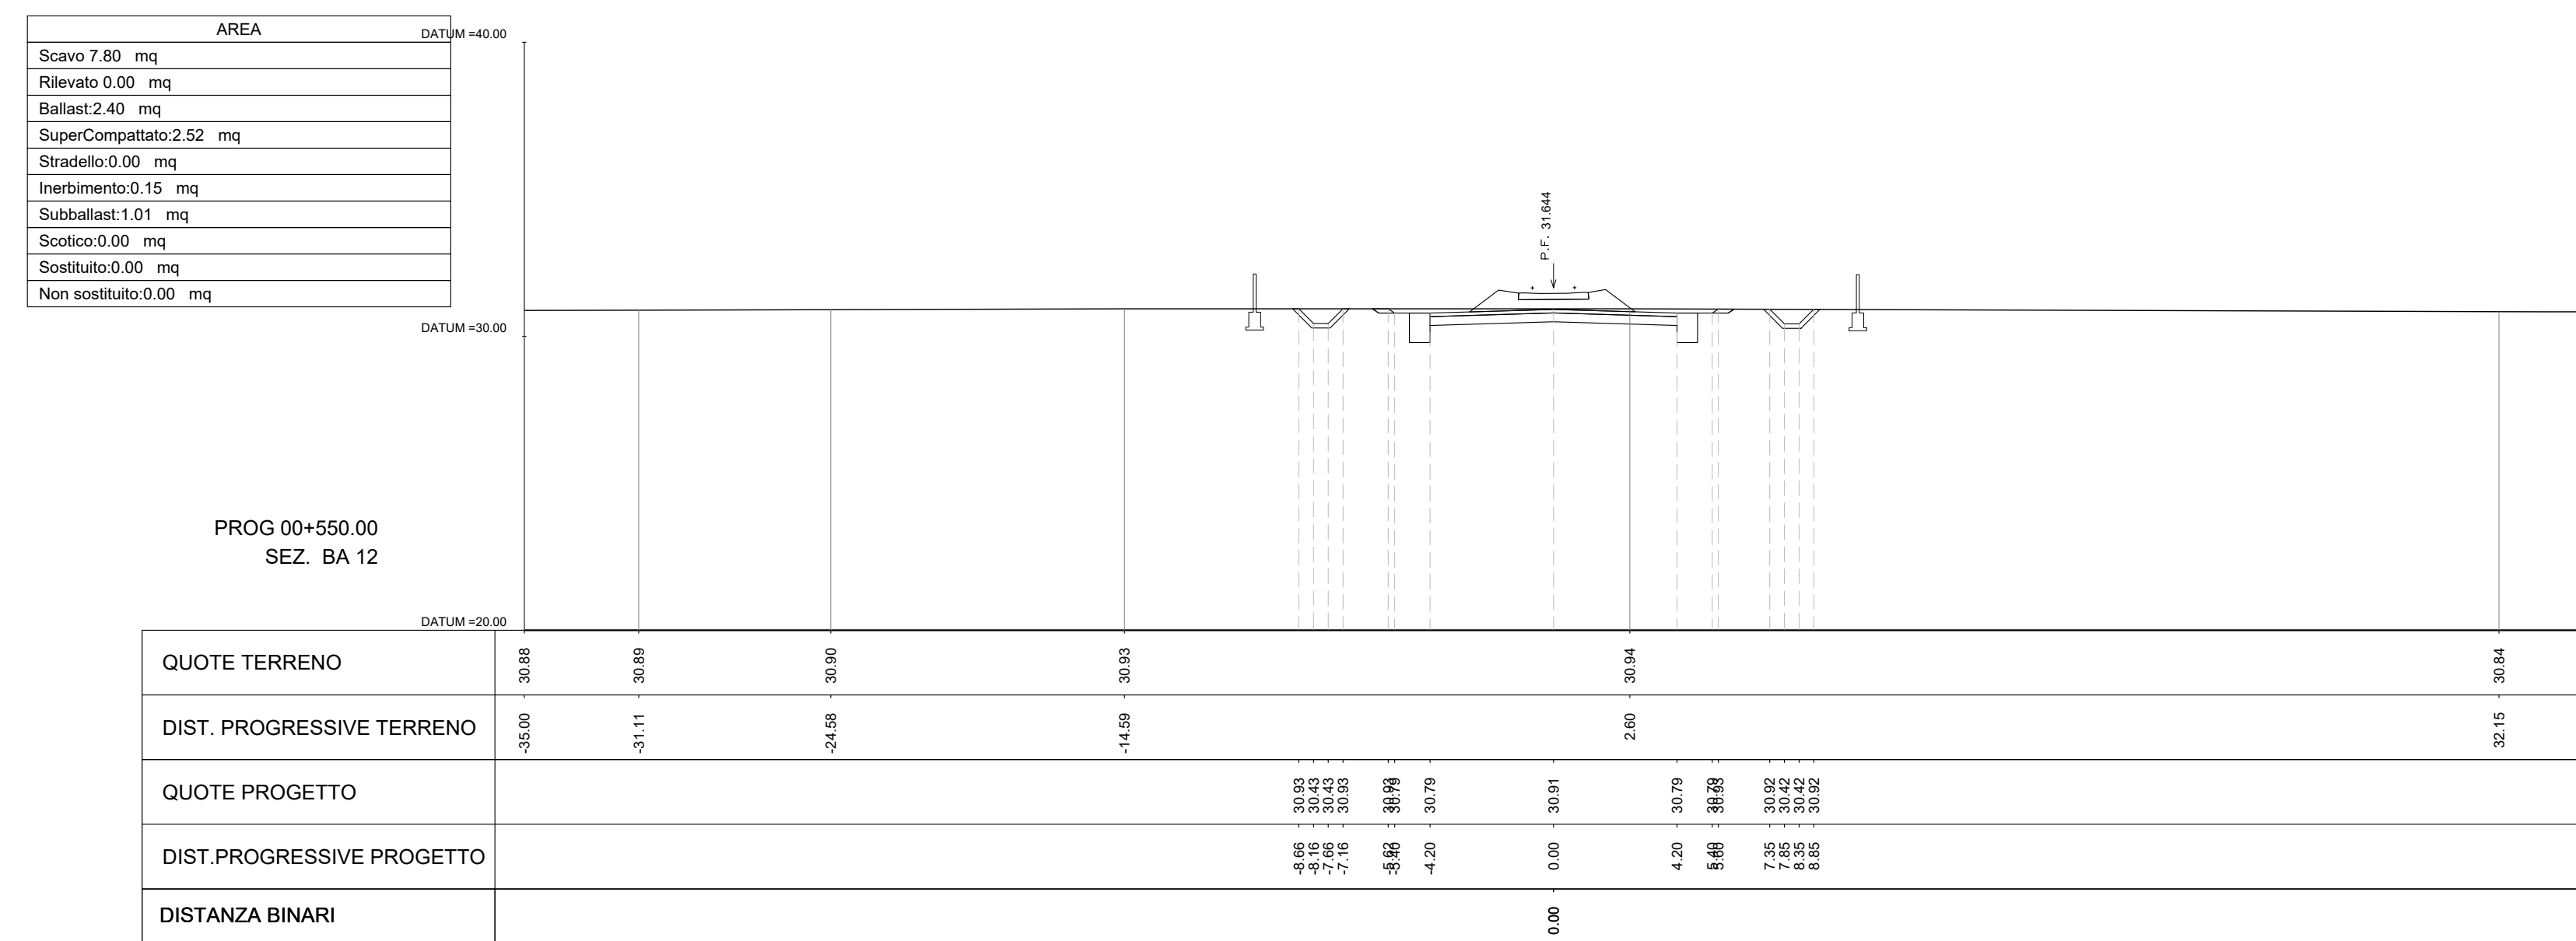 AREA
Scavo 7.80 mq
Rilevato 0.00 mq
Ballast:2.40 mq
SuperCompattato:2.52 mq
Stradello:0.00 mq
Inerbimento:0.15 mq
Subballast:1.01 mq
Scotico:0.00 mq
Sostituito:0.00 mq
Non sostituito:0.00 mq
DATUM =40.00
P.F. 31.644
DATUM =30.00
PROG 00+550.00
SEZ. BA 12
DATUM =20.00
QUOTE TERRENO 30.88 30.89 30.90 30.93 30.94 30.84
DIST. PROGRESSIVE TERRENO -35.00 -31.11 -24.58 -14.59 2.60 32.15
QUOTE PROGETTO 30.93 30.43 30.43 30.93 30.79 30.91 30.79 30.92 30.42 30.42 30.92
DIST.PROGRESSIVE PROGETTO -8.66 -8.16 -7.66 -7.16 -4.20 0.00 4.20 7.35 7.85 8.35 8.85
DISTANZA BINARI 0.00